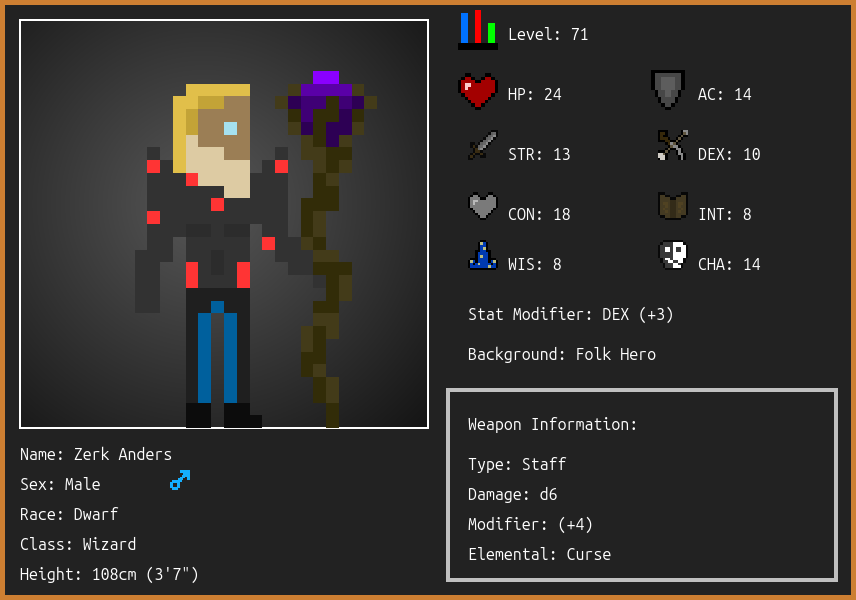 Level: 71
HP: 24
AC: 14
STR: 13
DEX: 10
CON: 18
INT: 8
WIS: 8
CHA: 14
Stat Modifier: DEX (+3)
Background: Folk Hero
Weapon Information:
Type: Staff
Damage: d6
Modifier: (+4)
Elemental: Curse
Name: Zerk Anders
Sex: Male
Race: Dwarf
Class: Wizard
Height: 108cm (3'7")